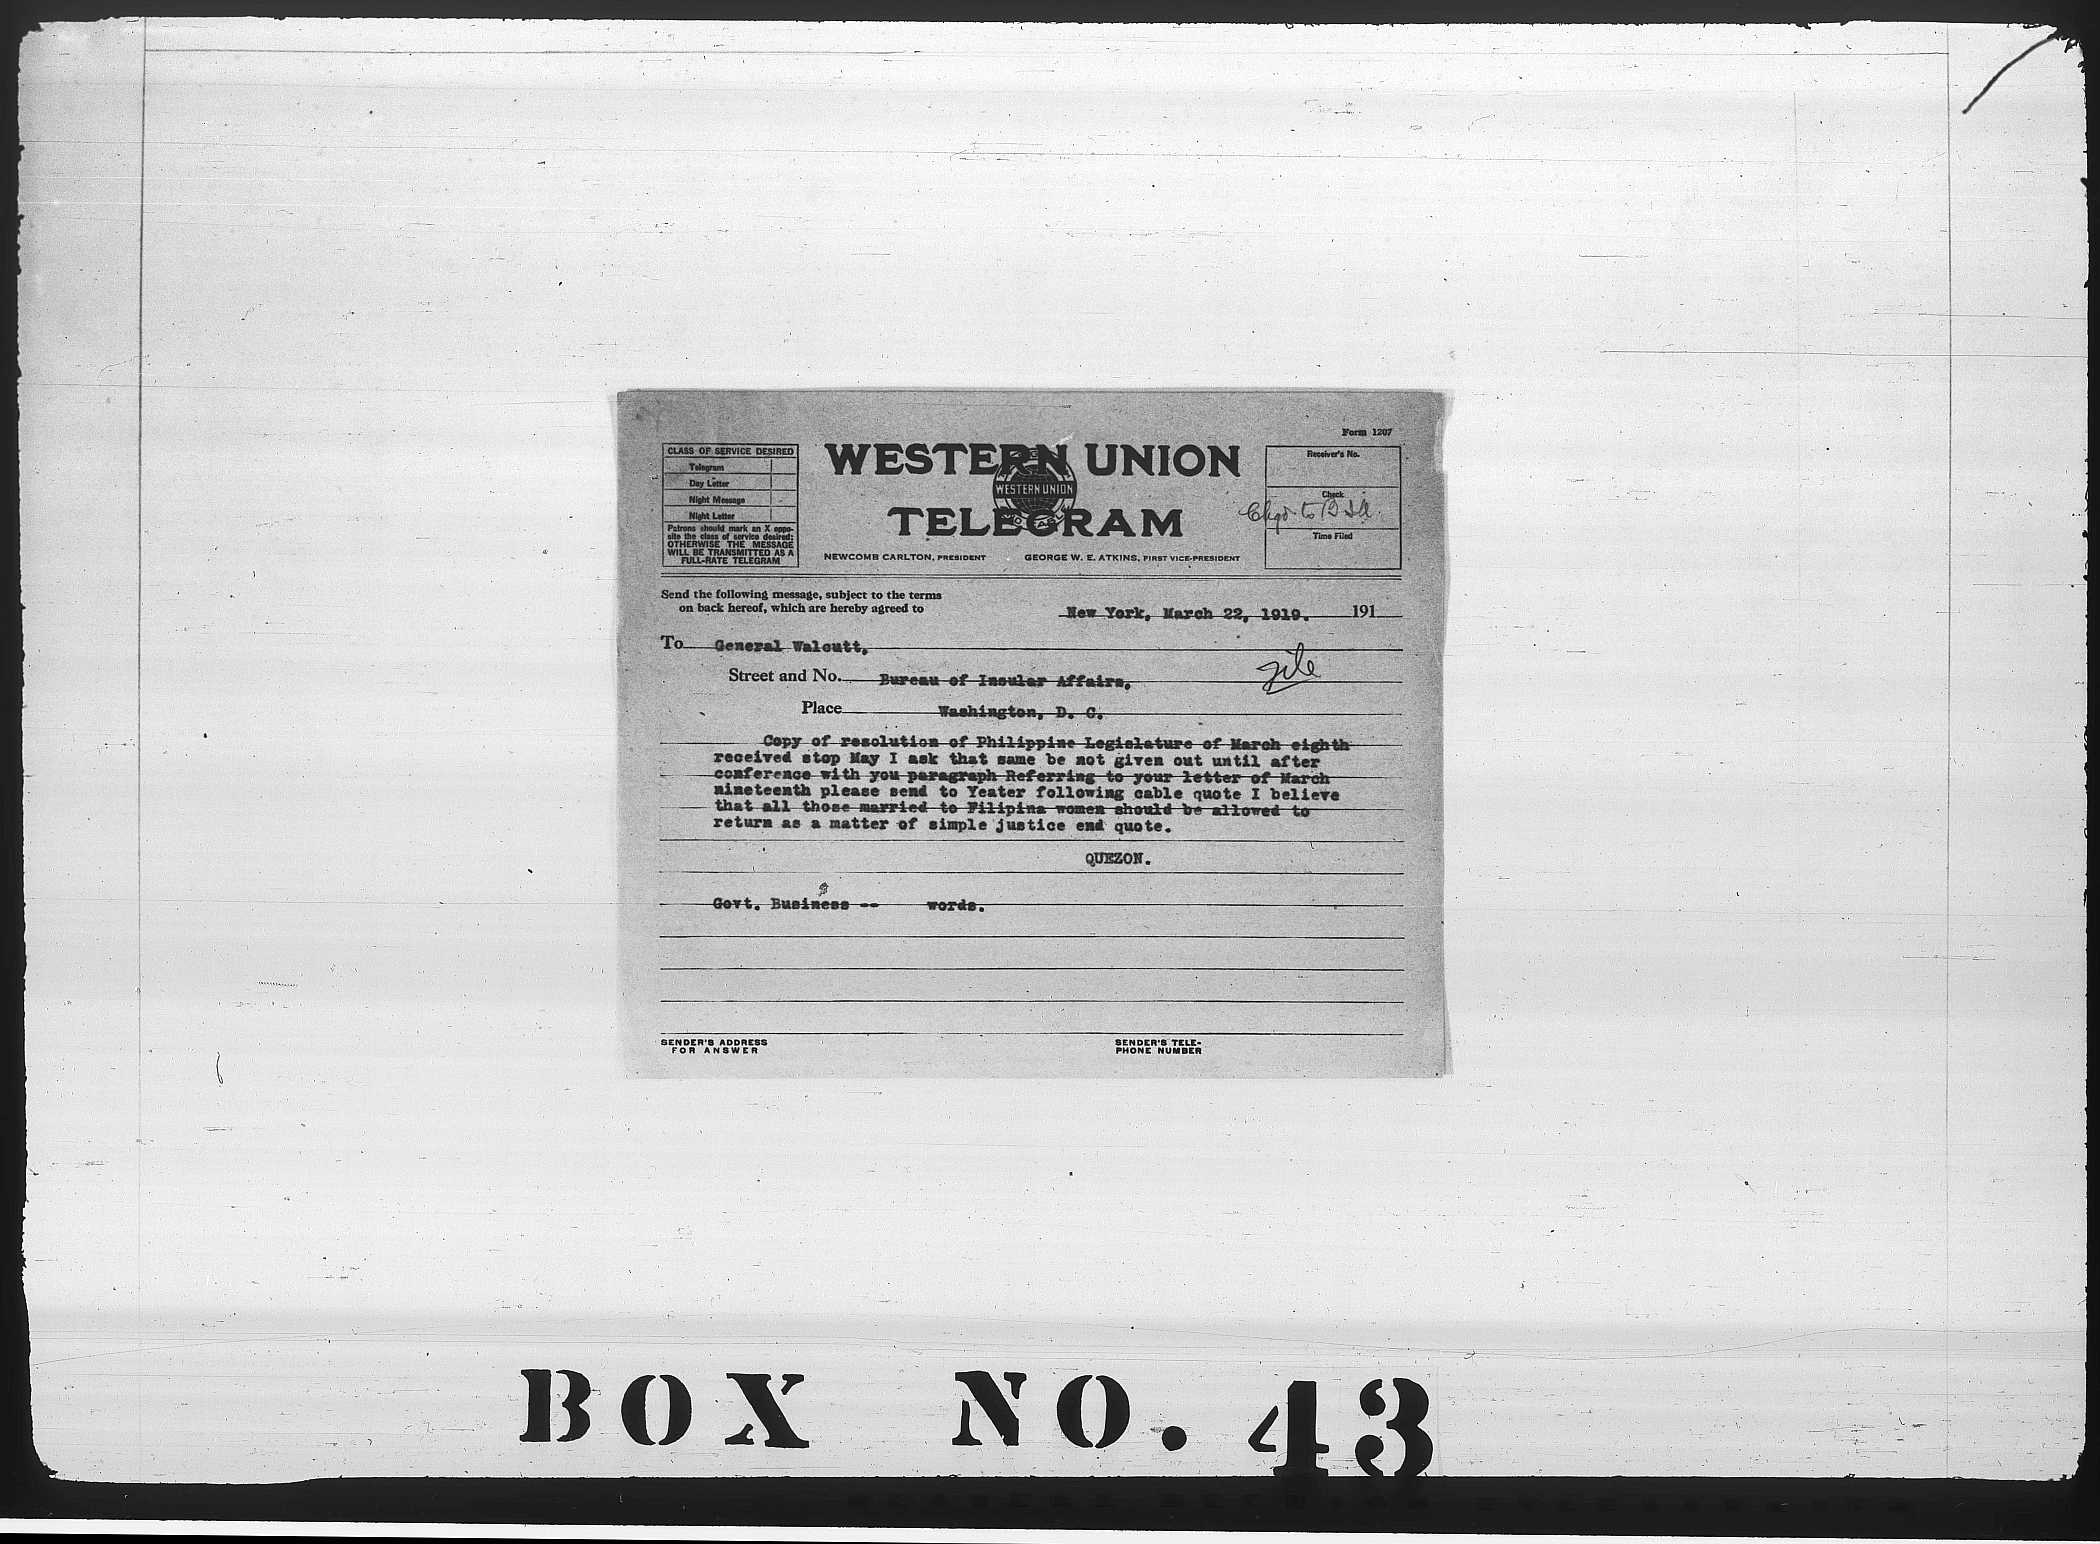 Form 1207
CLASS OF SERVICE DESIRED
Telegram
Day Letter
Night Message
Night Letter
Patrons should mark an X oppo-
site the class of service desired:
OTHERWISE THE MESSAGE
WILL BE TRANSMITTED AS A
FULL-RATE TELEGRAM
WESTERN UNION
WESTERN UNION
TELEGRAM
NEWCOMB CARLTON, PRESIDENT
GEORGE W. E. ATKINS, FIRST VICE-PRESIDENT
Receiver's No.
Check
Time Filed
Send the following message, subject to the terms
on back hereof, which are hereby agreed to
New York, March 22, 1919. 191
To General Walcutt,
file
Street and No. Bureau of Insular Affairs,
Place Washington, D. C.
Copy of resolution of Philippine Legislature of March eighth
received stop May I ask that same be not given out until after
conference with you paragraph Referring to your letter of March
nineteenth please send to Yeater following cable quote I believe
that all those married to Filipina women should be allowed to
return as a matter of simple justice end quote.
QUEZON.
Govt. Business -- words.
SENDER'S ADDRESS
FOR ANSWER
SENDER'S TELE-
PHONE NUMBER
BOX NO. 43